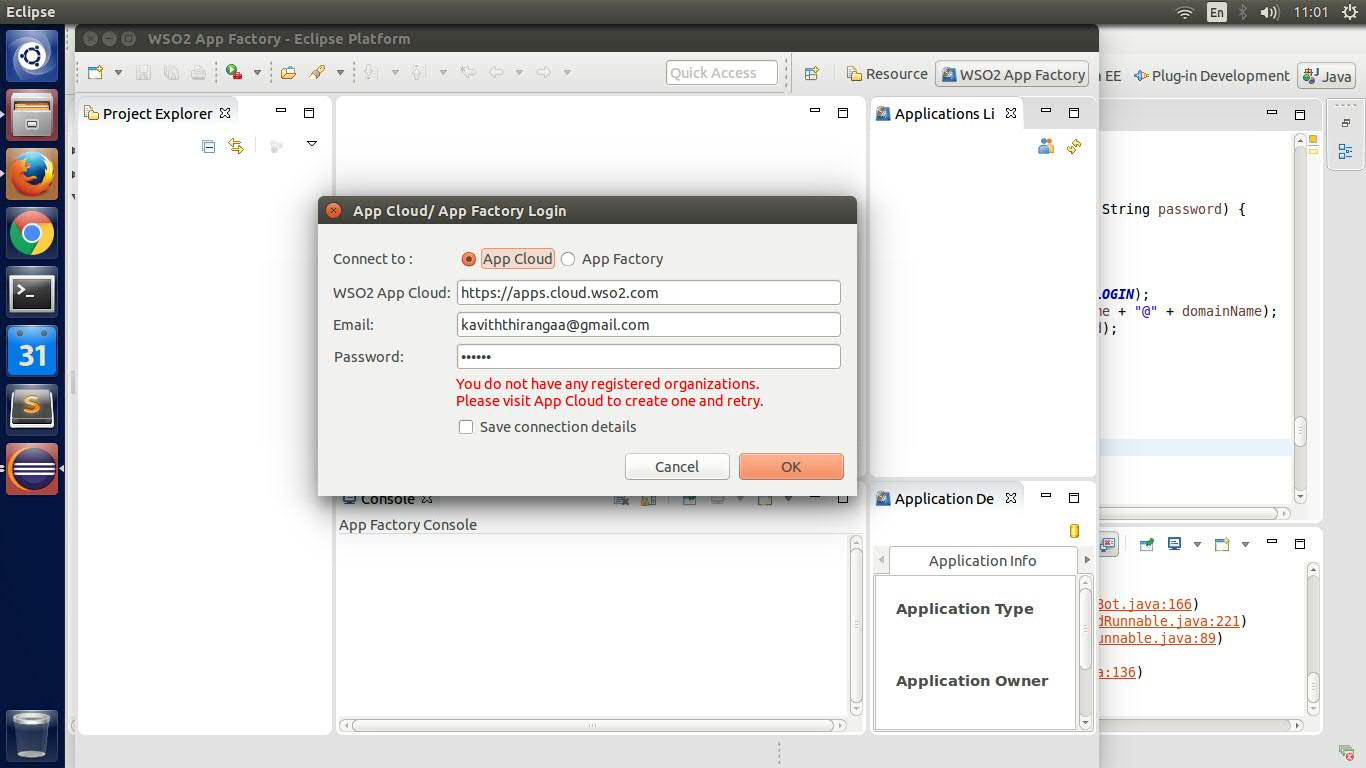 Eclipse
En
11:01
WSO2 App Factory - Eclipse Platform
Quick Access
Resource
WSO2 App Factory
EE
Plug-in Development
Java
Project Explorer
Applications Li
String password) {
App Cloud/ App Factory Login
Connect to :
App Cloud
App Factory
WSO2 App Cloud:
https://apps.cloud.wso2.com
Email:
kaviththirangaa@gmail.com
Password:
••••••
You do not have any registered organizations.
Please visit App Cloud to create one and retry.
Save connection details
Cancel
OK
OGIN);
me + "@" + domainName);
);
31
S
Console
App Factory Console
Application De
Application Info
Application Type
Application Owner
Bot.java:166)
dRunnable.java:221)
unnable.java:89)
a:136)